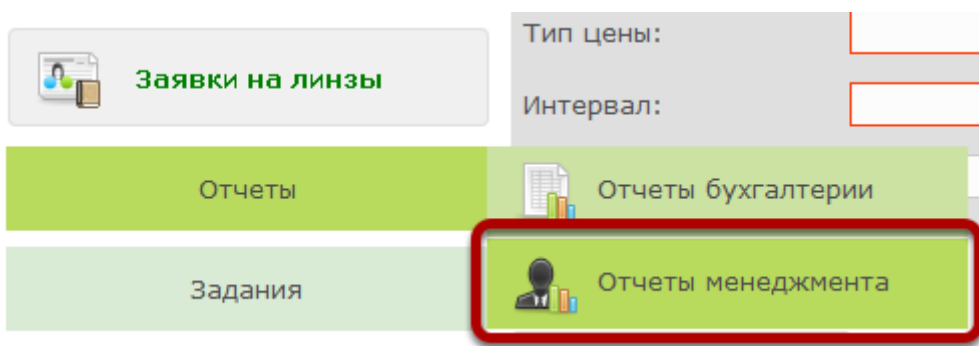 Тип цены:
Заявки на линзы
Интервал:
Отчеты
Отчеты бухгалтерии
Задания
Отчеты менеджмента